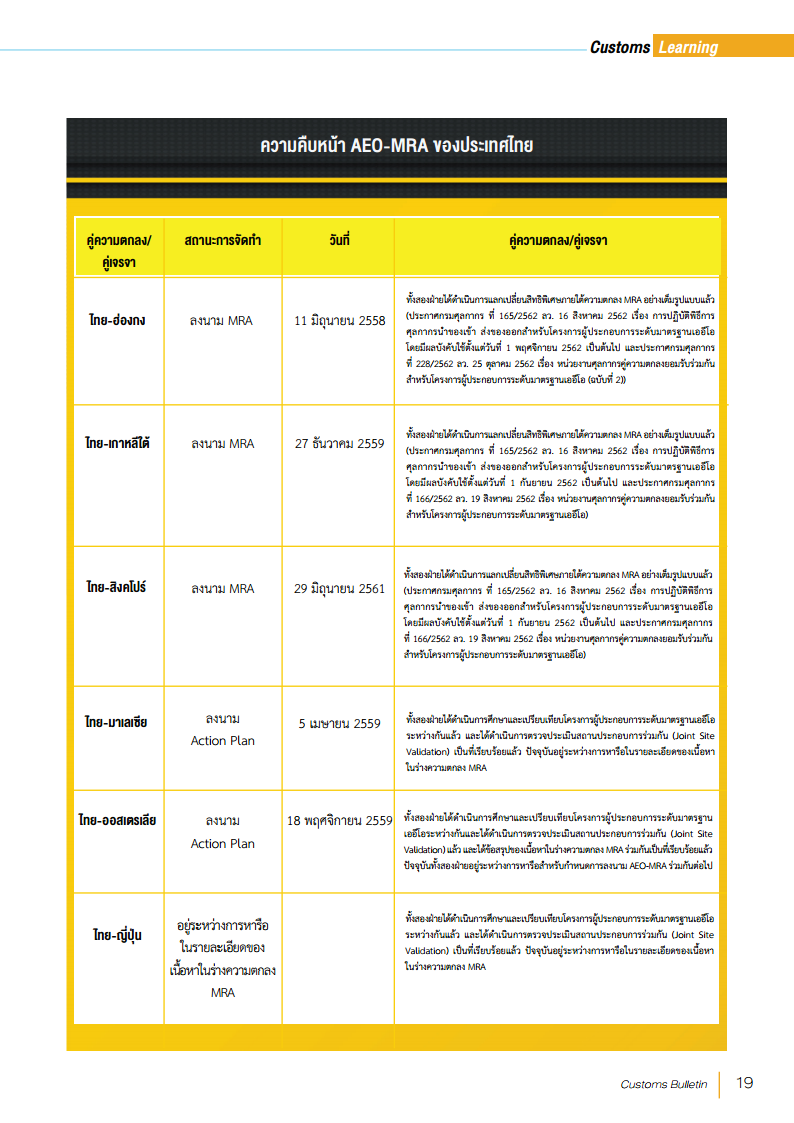 Customs Learning
ความคืบหน้า AEO-MRA ของประเทศไทย
คู่ความตกลง/
คู่เจรจา
สถานะการจัดทำ
วันที่
คู่ความตกลง/คู่เจรจา
ไทย-ฮ่องกง
ลงนาม MRA
11 มิถุนายน 2558
ทั้งสองฝ่ายได้ดำเนินการแลกเปลี่ยนสิทธิพิเศษภายใต้ความตกลง MRA อย่างเต็มรูปแบบแล้ว
(ประกาศกรมศุลกากร ที่ 165/2562 ลว. 16 สิงหาคม 2562 เรื่อง การปฏิบัติพิธีการ
ศุลกากรนำของเข้า ส่งของออกสำหรับโครงการผู้ประกอบการระดับมาตรฐานเออีโอ
โดยมีผลบังคับใช้ตั้งแต่วันที่ 1 พฤศจิกายน 2562 เป็นต้นไป และประกาศกรมศุลกากร
ที่ 228/2562 ลว. 25 ตุลาคม 2562 เรื่อง หน่วยงานศุลกากรคู่ความตกลงยอมรับร่วมกัน
สำหรับโครงการผู้ประกอบการระดับมาตรฐานเออีโอ (ฉบับที่ 2))
ไทย-เกาหลีใต้
ลงนาม MRA
27 ธันวาคม 2559
ทั้งสองฝ่ายได้ดำเนินการแลกเปลี่ยนสิทธิพิเศษภายใต้ความตกลง MRA อย่างเต็มรูปแบบแล้ว
(ประกาศกรมศุลกากร ที่ 165/2562 ลว. 16 สิงหาคม 2562 เรื่อง การปฏิบัติพิธีการ
ศุลกากรนำของเข้า ส่งของออกสำหรับโครงการผู้ประกอบการระดับมาตรฐานเออีโอ
โดยมีผลบังคับใช้ตั้งแต่วันที่ 1 กันยายน 2562 เป็นต้นไป และประกาศกรมศุลกากร
ที่ 166/2562 ลว. 19 สิงหาคม 2562 เรื่อง หน่วยงานศุลกากรคู่ความตกลงยอมรับร่วมกัน
สำหรับโครงการผู้ประกอบการระดับมาตรฐานเออีโอ)
ไทย-สิงคโปร์
ลงนาม MRA
29 มิถุนายน 2561
ทั้งสองฝ่ายได้ดำเนินการแลกเปลี่ยนสิทธิพิเศษภายใต้ความตกลง MRA อย่างเต็มรูปแบบแล้ว
(ประกาศกรมศุลกากร ที่ 165/2562 ลว. 16 สิงหาคม 2562 เรื่อง การปฏิบัติพิธีการ
ศุลกากรนำของเข้า ส่งของออกสำหรับโครงการผู้ประกอบการระดับมาตรฐานเออีโอ
โดยมีผลบังคับใช้ตั้งแต่วันที่ 1 กันยายน 2562 เป็นต้นไป และประกาศกรมศุลกากร
ที่ 166/2562 ลว. 19 สิงหาคม 2562 เรื่อง หน่วยงานศุลกากรคู่ความตกลงยอมรับร่วมกัน
สำหรับโครงการผู้ประกอบการระดับมาตรฐานเออีโอ)
ไทย-มาเลเซีย
ลงนาม
Action Plan
5 เมษายน 2559
ทั้งสองฝ่ายได้ดำเนินการศึกษาและเปรียบเทียบโครงการผู้ประกอบการระดับมาตรฐานเออีโอ
ระหว่างกันแล้ว และได้ดำเนินการตรวจประเมินสถานประกอบการร่วมกัน (Joint Site
Validation) เป็นที่เรียบร้อยแล้ว ปัจจุบันอยู่ระหว่างการหารือในรายละเอียดของเนื้อหา
ในร่างความตกลง MRA
ไทย-ออสเตรเลีย
ลงนาม
Action Plan
18 พฤศจิกายน 2559
ทั้งสองฝ่ายได้ดำเนินการศึกษาและเปรียบเทียบโครงการผู้ประกอบการระดับมาตรฐาน
เออีโอระหว่างกันและได้ดำเนินการตรวจประเมินสถานประกอบการร่วมกัน (Joint Site
Validation) แล้ว และได้ข้อสรุปของเนื้อหาในร่างความตกลง MRA ร่วมกันเป็นที่เรียบร้อยแล้ว
ปัจจุบันทั้งสองฝ่ายอยู่ระหว่างการหารือสำหรับกำหนดการลงนาม AEO-MRA ร่วมกันต่อไป
ไทย-ญี่ปุ่น
อยู่ระหว่างการหารือ
ในรายละเอียดของ
เนื้อหาในร่างความตกลง
MRA
ทั้งสองฝ่ายได้ดำเนินการศึกษาและเปรียบเทียบโครงการผู้ประกอบการระดับมาตรฐานเออีโอ
ระหว่างกันแล้ว และได้ดำเนินการตรวจประเมินสถานประกอบการร่วมกัน (Joint Site
Validation) เป็นที่เรียบร้อยแล้ว ปัจจุบันอยู่ระหว่างการหารือในรายละเอียดของเนื้อหา
ในร่างความตกลง MRA
Customs Bulletin 19